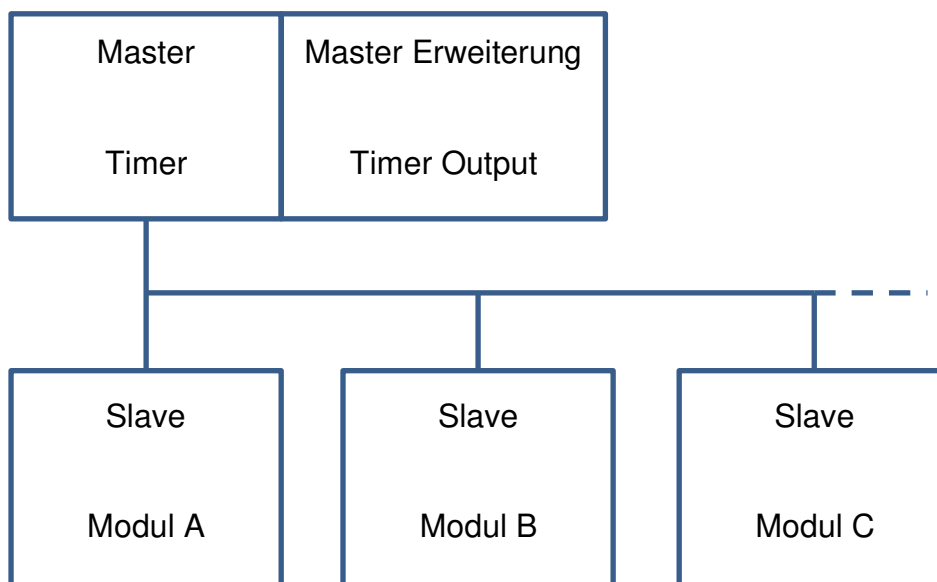 Master
Master Erweiterung
Timer
Timer Output
Slave
Slave
Slave
Modul A
Modul B
Modul C